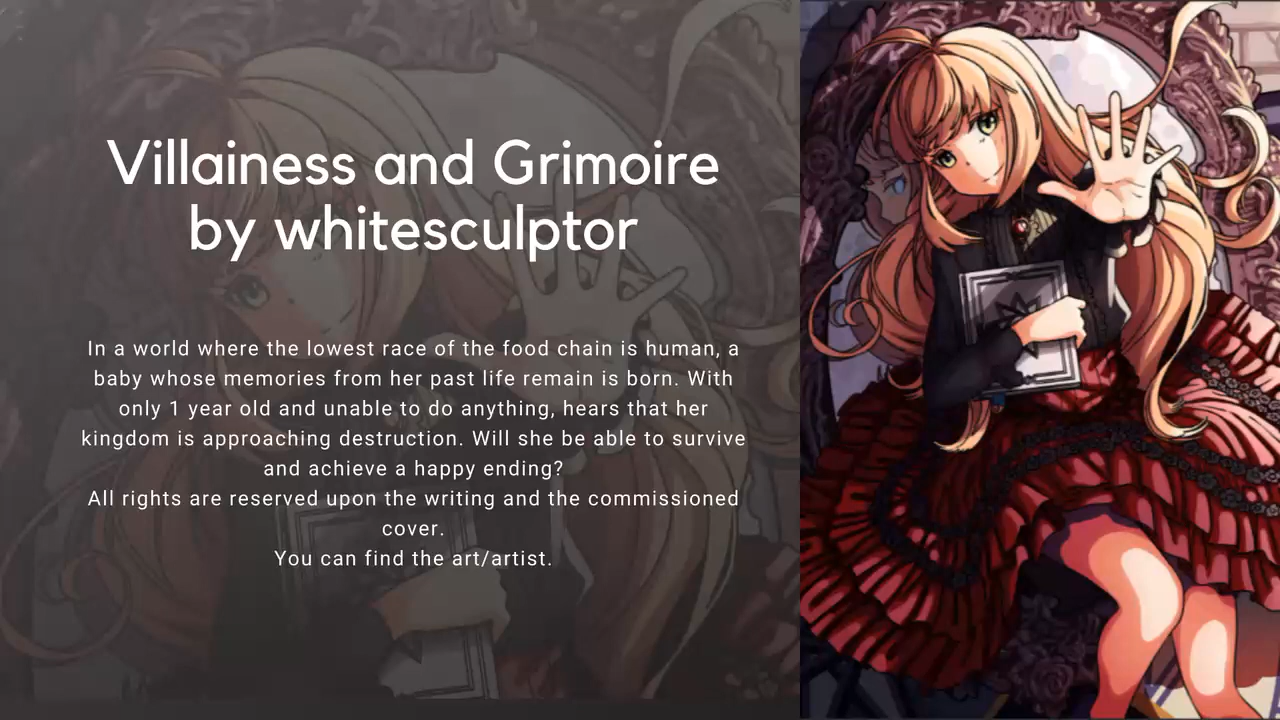 Villainess and Grimoire
by whitesculptor
In a world where the lowest race of the food chain is human, a
baby whose memories from her past life remain is born. With
only 1 year old and unable to do anything, hears that her
kingdom is approaching destruction. Will she be able to survive
and achieve a happy ending?
All rights are reserved upon the writing and the commissioned
cover.
You can find the art/artist.